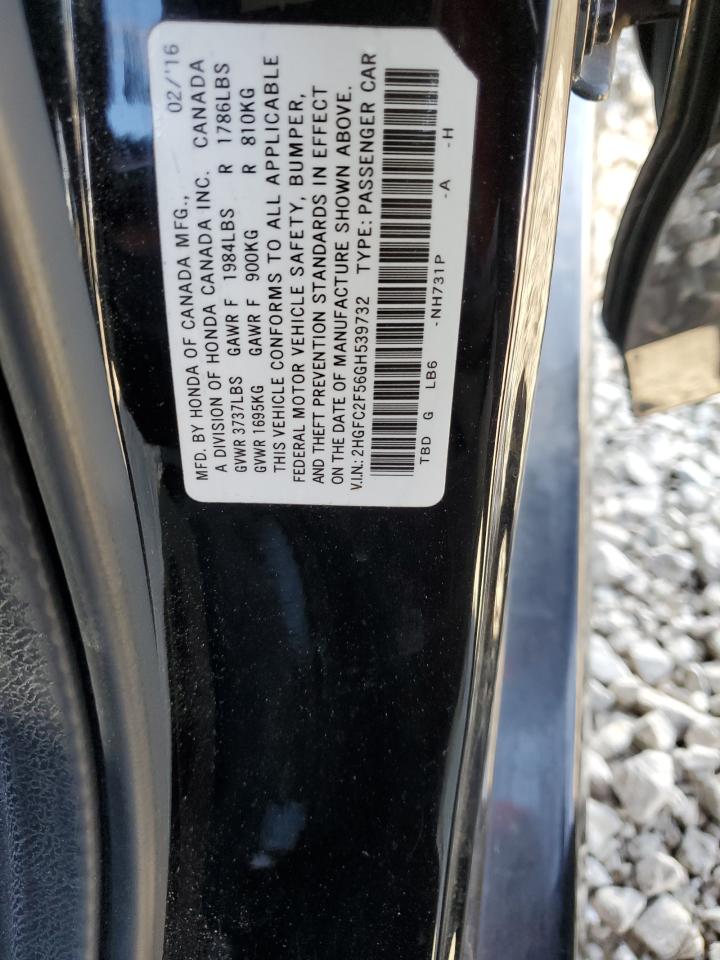 MFD. BY HONDA OF CANADA MFG., 02/'16
A DIVISION OF HONDA CANADA INC. CANADA
GVWR 3737LBS GAWR F 1984LBS R 1786LBS
GVWR 1695KG GAWR F 900KG R 810KG
THIS VEHICLE CONFORMS TO ALL APPLICABLE
FEDERAL MOTOR VEHICLE SAFETY, BUMPER,
AND THEFT PREVENTION STANDARDS IN EFFECT
ON THE DATE OF MANUFACTURE SHOWN ABOVE.
V.I.N.: 2HGFC2F56GH539732 TYPE: PASSENGER CAR
TBD G LB6 -NH731P -A -H